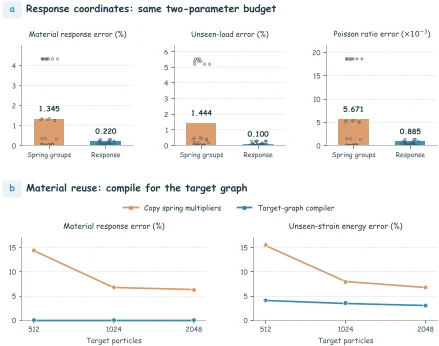 a Response coordinates: same two-parameter budget
Material response error (%)
Unseen-load error (%)
Poisson ratio error (×10⁻³)
4
3
2
1
0
1.345
0.220
Spring groups
Response
6
5
4
3
2
1
0
1.444
0.100
Spring groups
Response
20
15
10
5
0
5.671
0.885
Spring groups
Response
b Material reuse: compile for the target graph
Copy spring multipliers
Target-graph compiler
Material response error (%)
Unseen-strain energy error (%)
15
10
5
0
512
1024
2048
Target particles
15
10
5
0
512
1024
2048
Target particles